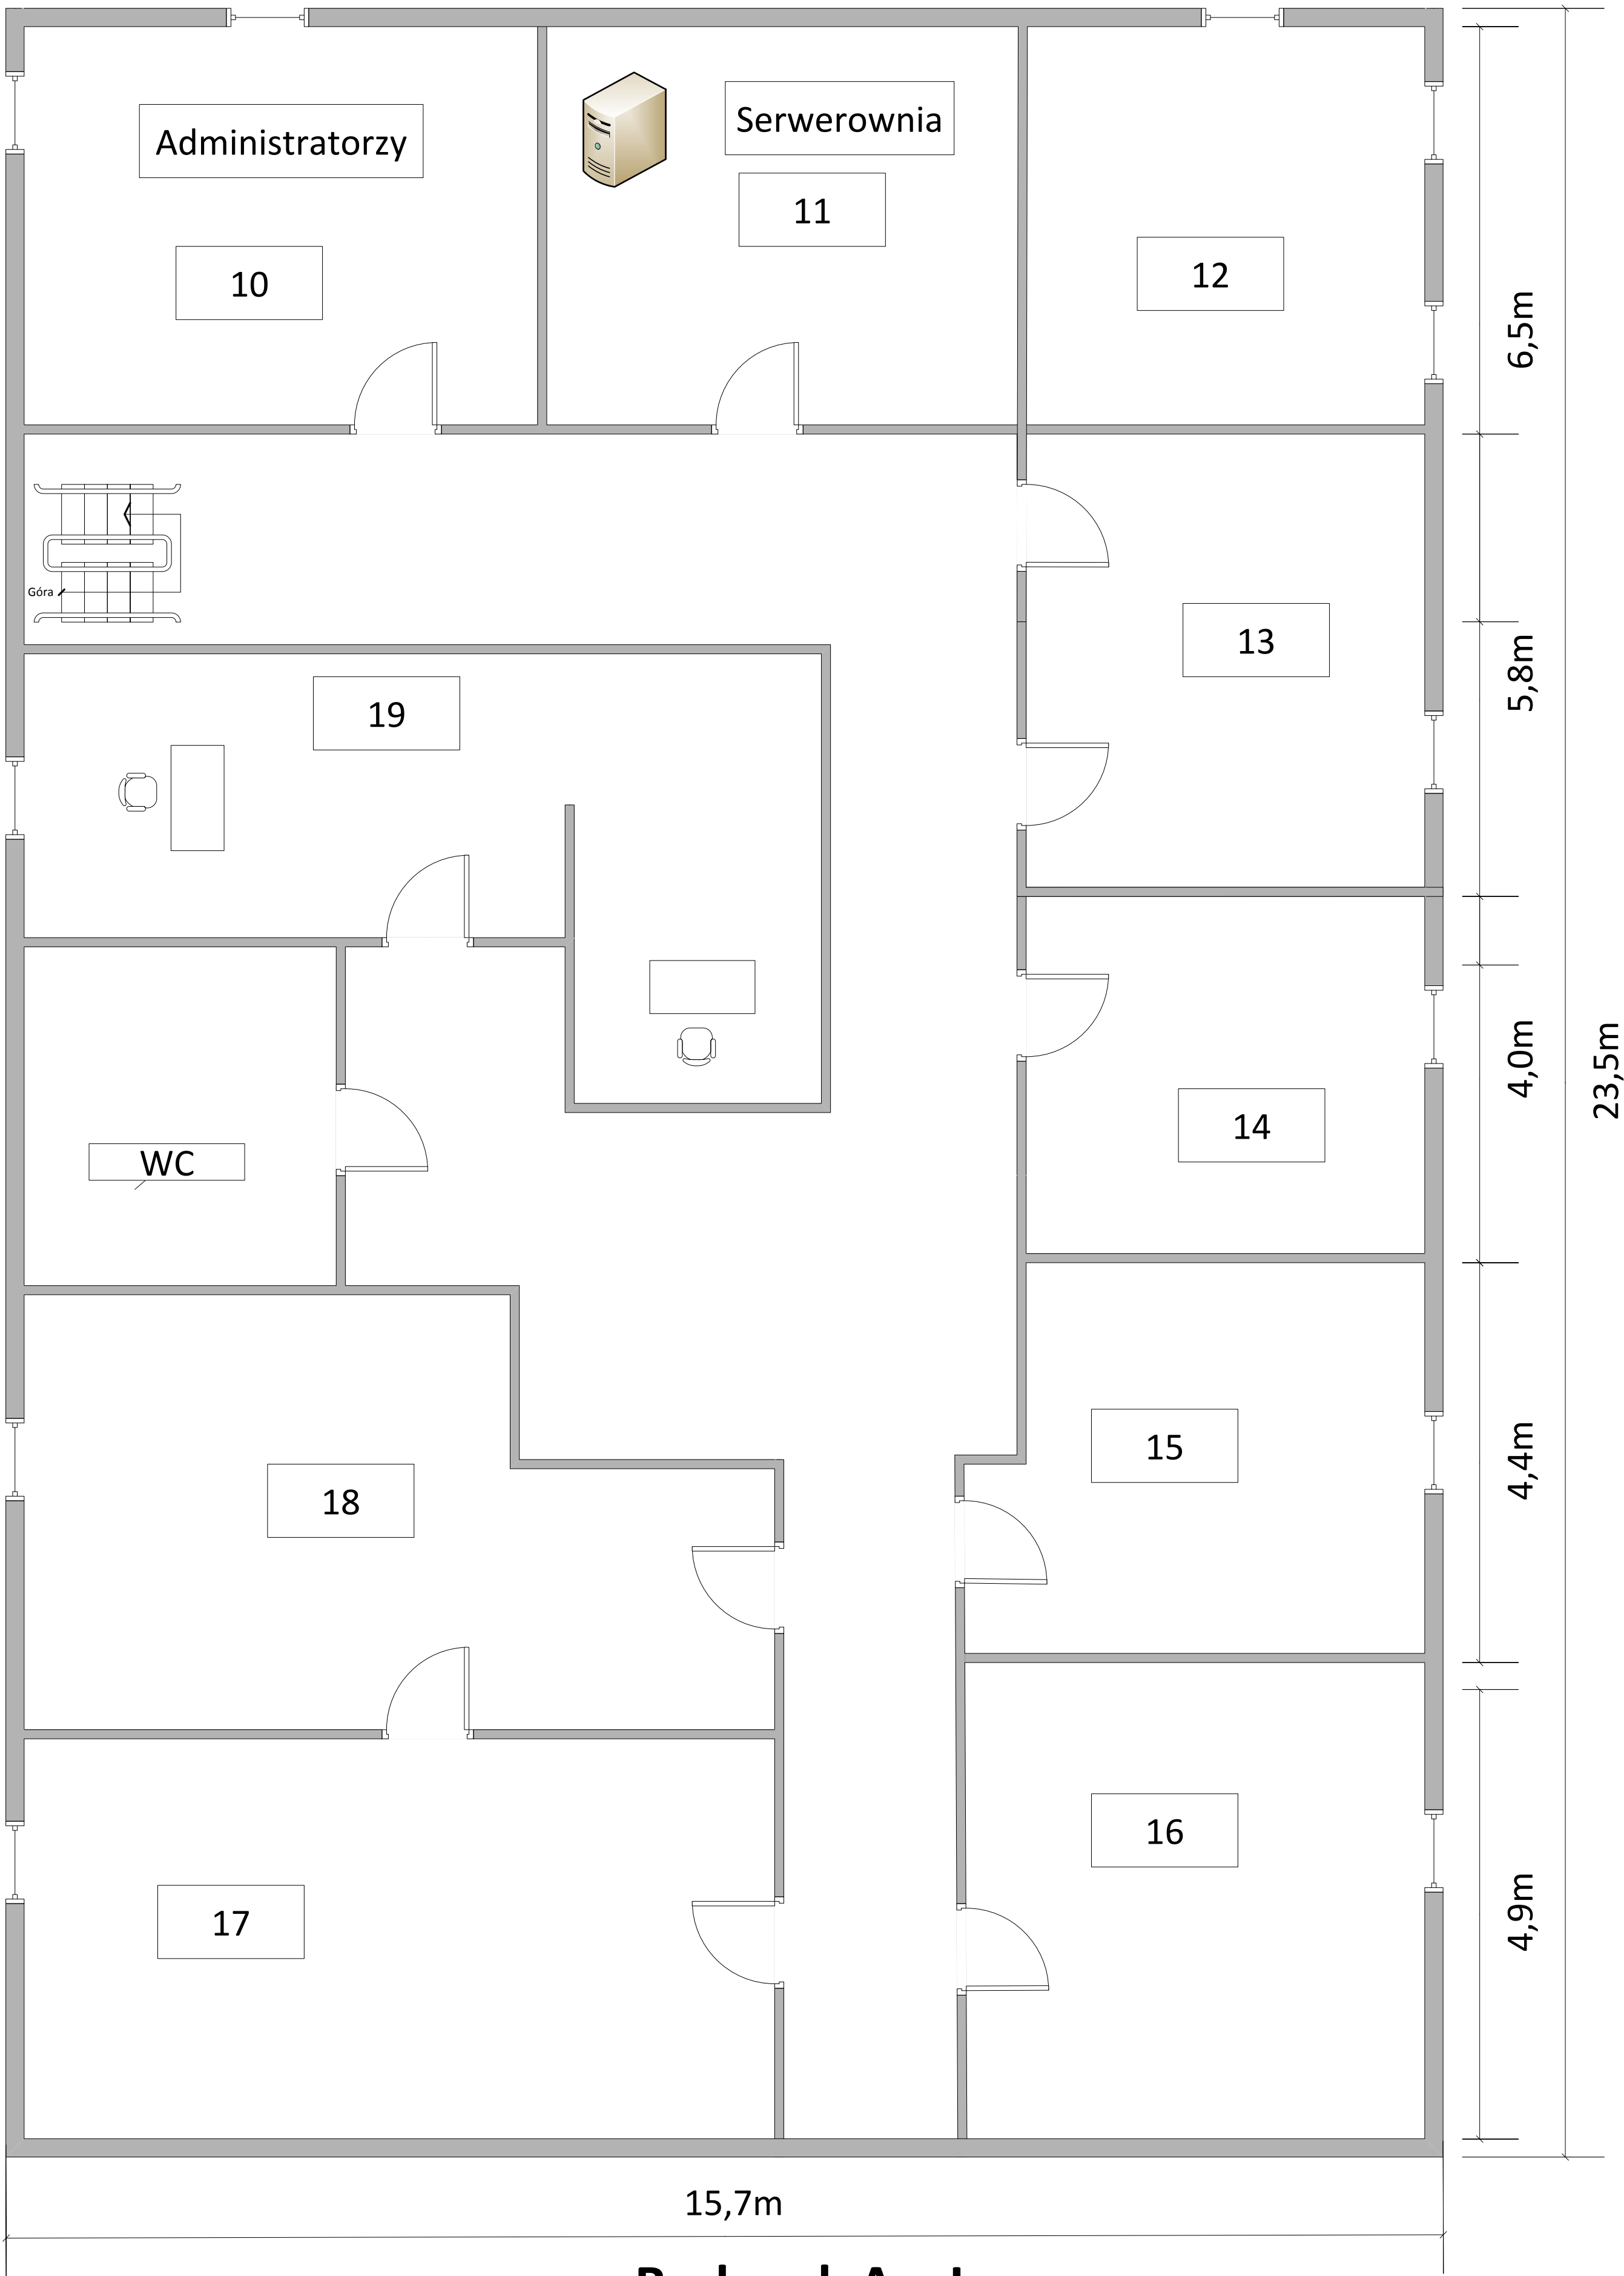 Administratorzy
Serwerownia
11
10
12
6,5m
Góra
13
5,8m
19
4,0m
23,5m
14
WC
15
4,4m
18
16
17
4,9m
15,7m